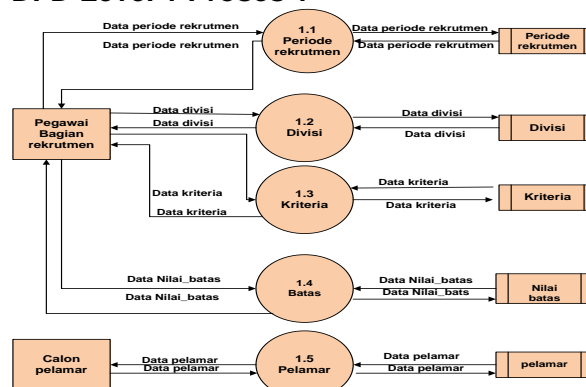 Data periode rekrutmen
Data periode rekrutmen
1.1
Periode
rekrutmen
Data periode rekrutmen
Data periode rekrutmen
Periode
rekrutmen
Pegawai
Bagian
rekrutmen
Data divisi
Data divisi
1.2
Divisi
Data divisi
Data divisi
Divisi
Data kriteria
Data kriteria
1.3
Kriteria
Data kriteria
Data kriteria
Kriteria
Data Nilai_batas
Data Nilai_batas
1.4
Batas
Data Nilai_batas
Data Nilai_bats
Nilai
batas
Calon
pelamar
Data pelamar
Data pelamar
1.5
Pelamar
Data pelamar
Data pelamar
pelamar